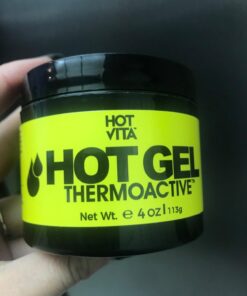 HOT
VITA
HOT GEL
THERMOACTIVE™
Net Wt. e 4 oz | 113g